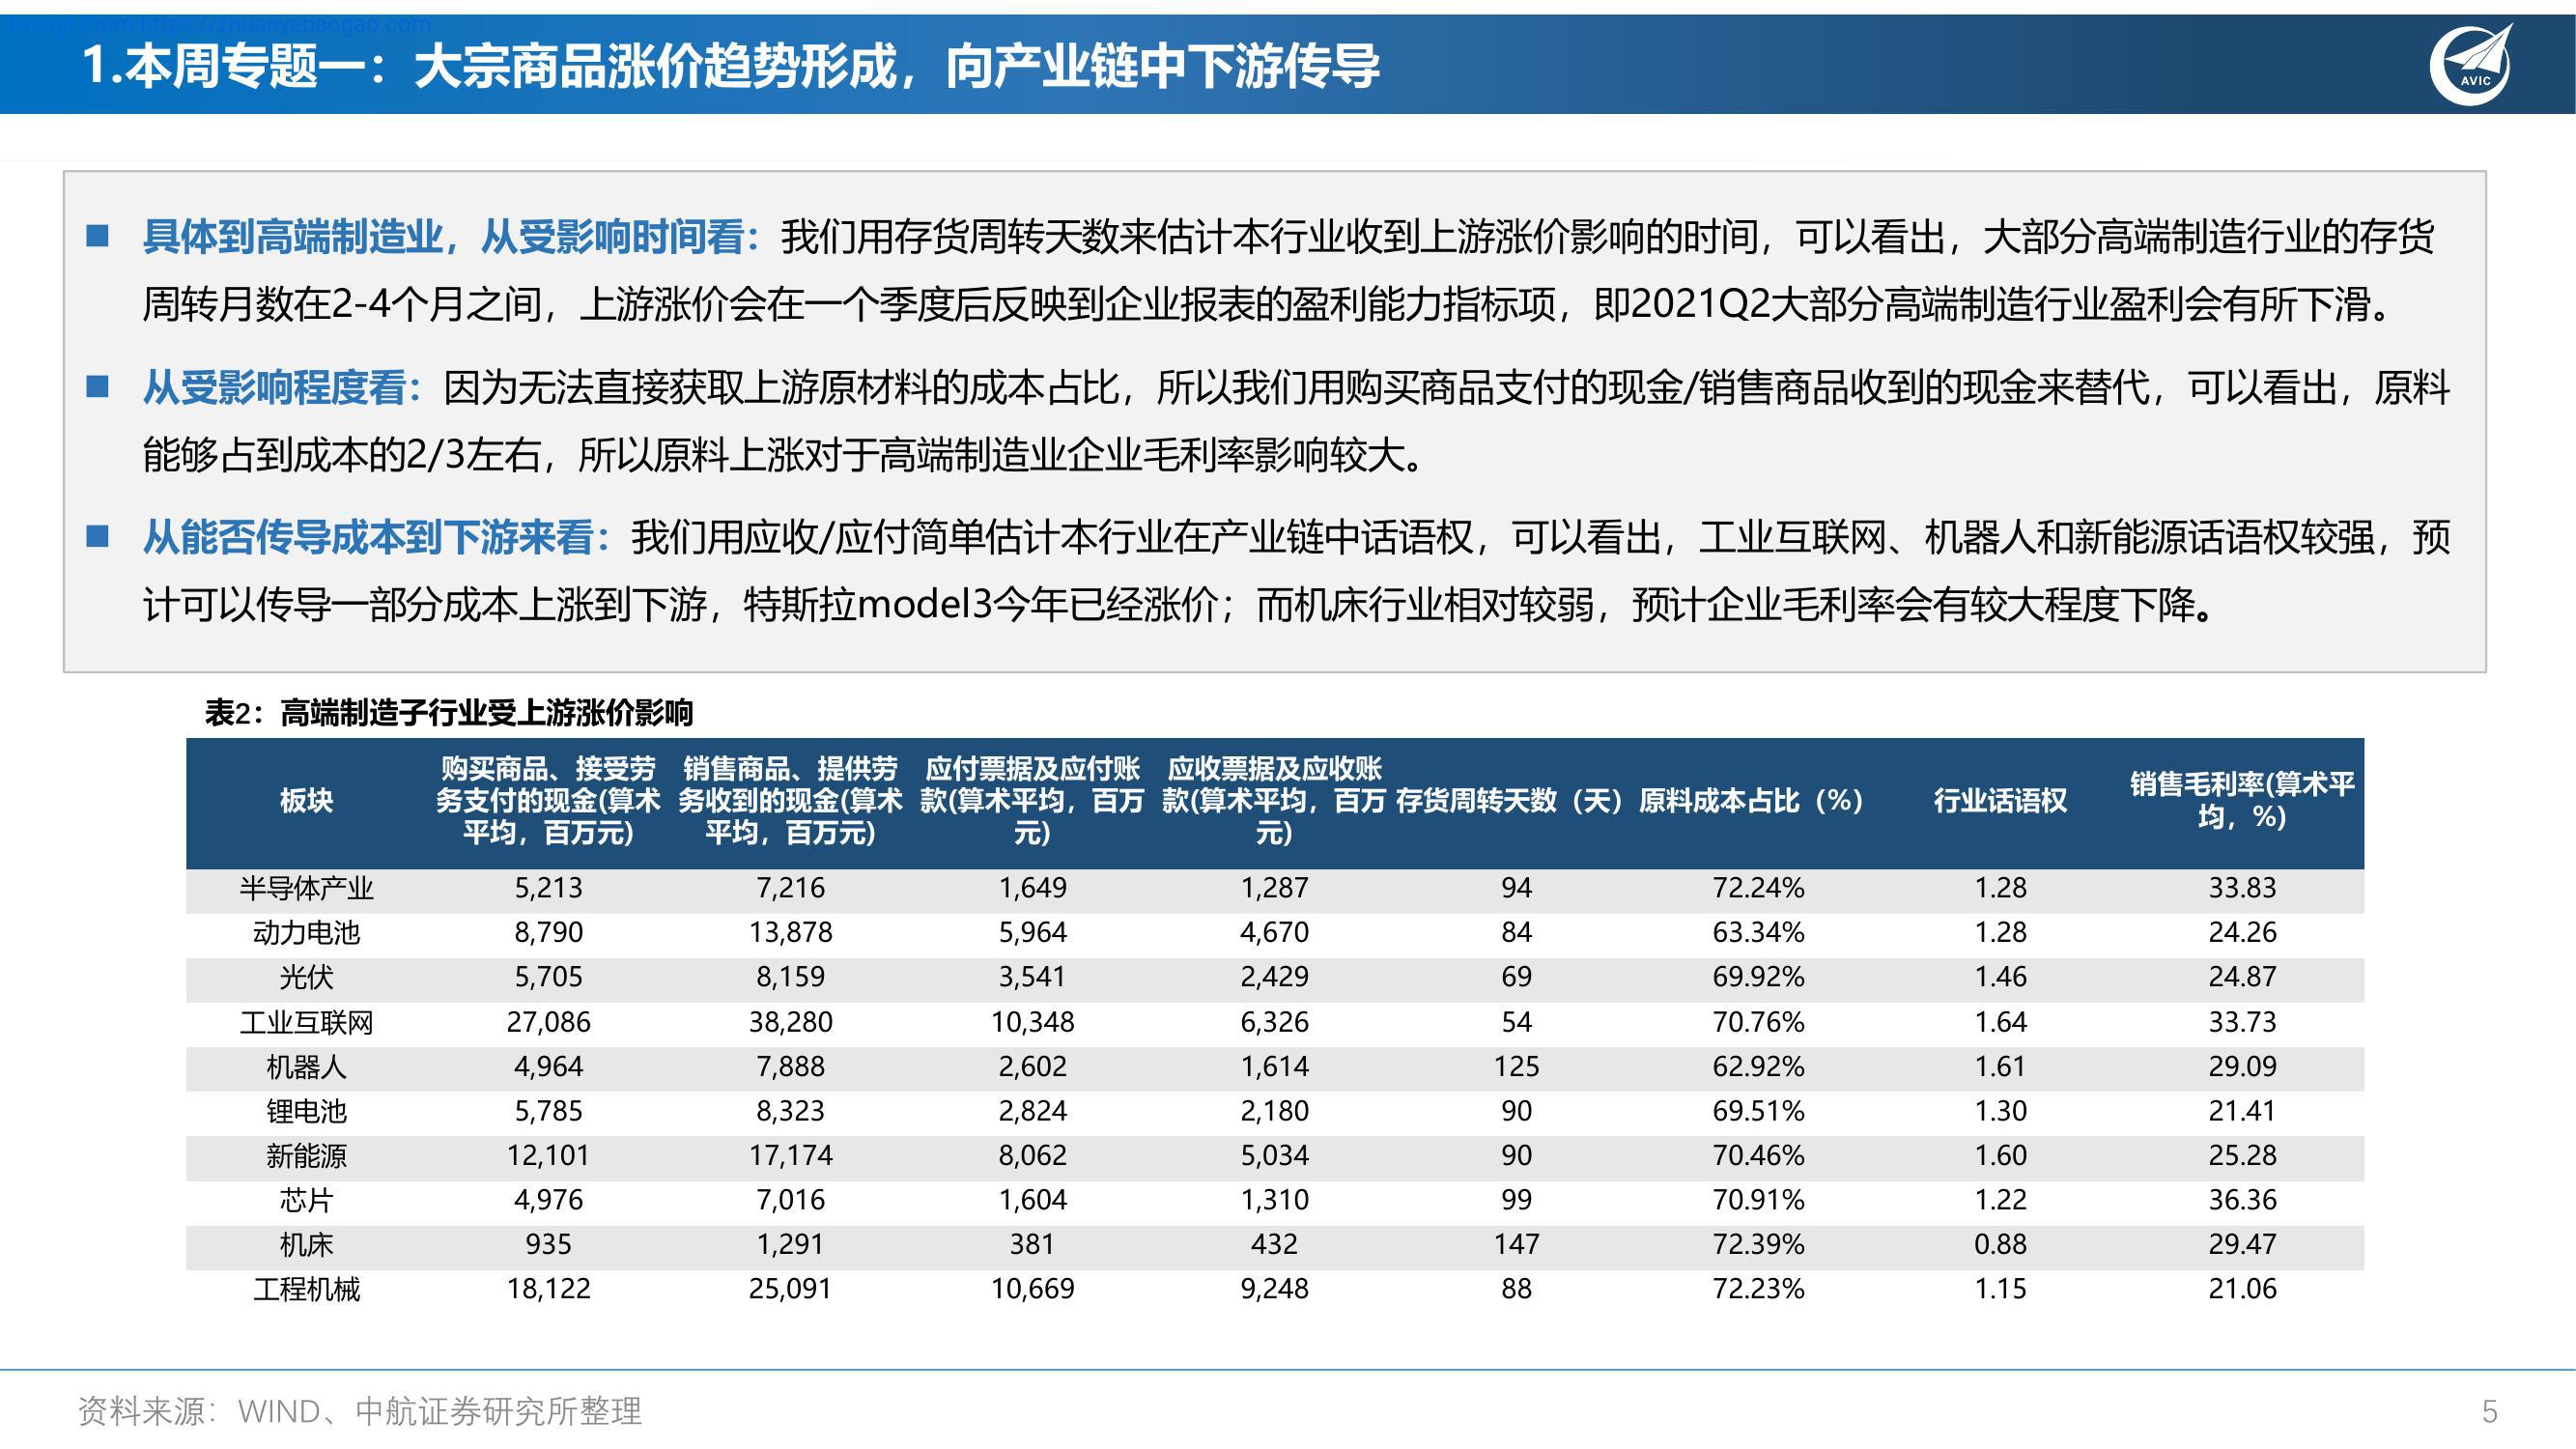 Image From https://zhuanyebaogao.com
1.本周专题一：大宗商品涨价趋势形成，向产业链中下游传导
AVIC
■ 具体到高端制造业，从受影响时间看：我们用存货周转天数来估计本行业收到上游涨价影响的时间，可以看出，大部分高端制造行业的存货
周转月数在2-4个月之间，上游涨价会在一个季度后反映到企业报表的盈利能力指标项，即2021Q2大部分高端制造行业盈利会有所下滑。
■ 从受影响程度看：因为无法直接获取上游原材料的成本占比，所以我们用购买商品支付的现金/销售商品收到的现金来替代，可以看出，原料
能够占到成本的2/3左右，所以原料上涨对于高端制造业企业毛利率影响较大。
■ 从能否传导成本到下游来看：我们用应收/应付简单估计本行业在产业链中话语权，可以看出，工业互联网、机器人和新能源话语权较强，预
计可以传导一部分成本上涨到下游，特斯拉model3今年已经涨价；而机床行业相对较弱，预计企业毛利率会有较大程度下降。
表2：高端制造子行业受上游涨价影响
板块 购买商品、接受劳务支付的现金(算术平均，百万元) 销售商品、提供劳务收到的现金(算术平均，百万元) 应付票据及应付账款(算术平均，百万元) 应收票据及应收账款(算术平均，百万元) 存货周转天数（天） 原料成本占比（%） 行业话语权 销售毛利率(算术平均，%)
半导体产业 5,213 7,216 1,649 1,287 94 72.24% 1.28 33.83
动力电池 8,790 13,878 5,964 4,670 84 63.34% 1.28 24.26
光伏 5,705 8,159 3,541 2,429 69 69.92% 1.46 24.87
工业互联网 27,086 38,280 10,348 6,326 54 70.76% 1.64 33.73
机器人 4,964 7,888 2,602 1,614 125 62.92% 1.61 29.09
锂电池 5,785 8,323 2,824 2,180 90 69.51% 1.30 21.41
新能源 12,101 17,174 8,062 5,034 90 70.46% 1.60 25.28
芯片 4,976 7,016 1,604 1,310 99 70.91% 1.22 36.36
机床 935 1,291 381 432 147 72.39% 0.88 29.47
工程机械 18,122 25,091 10,669 9,248 88 72.23% 1.15 21.06
资料来源：WIND、中航证券研究所整理
5